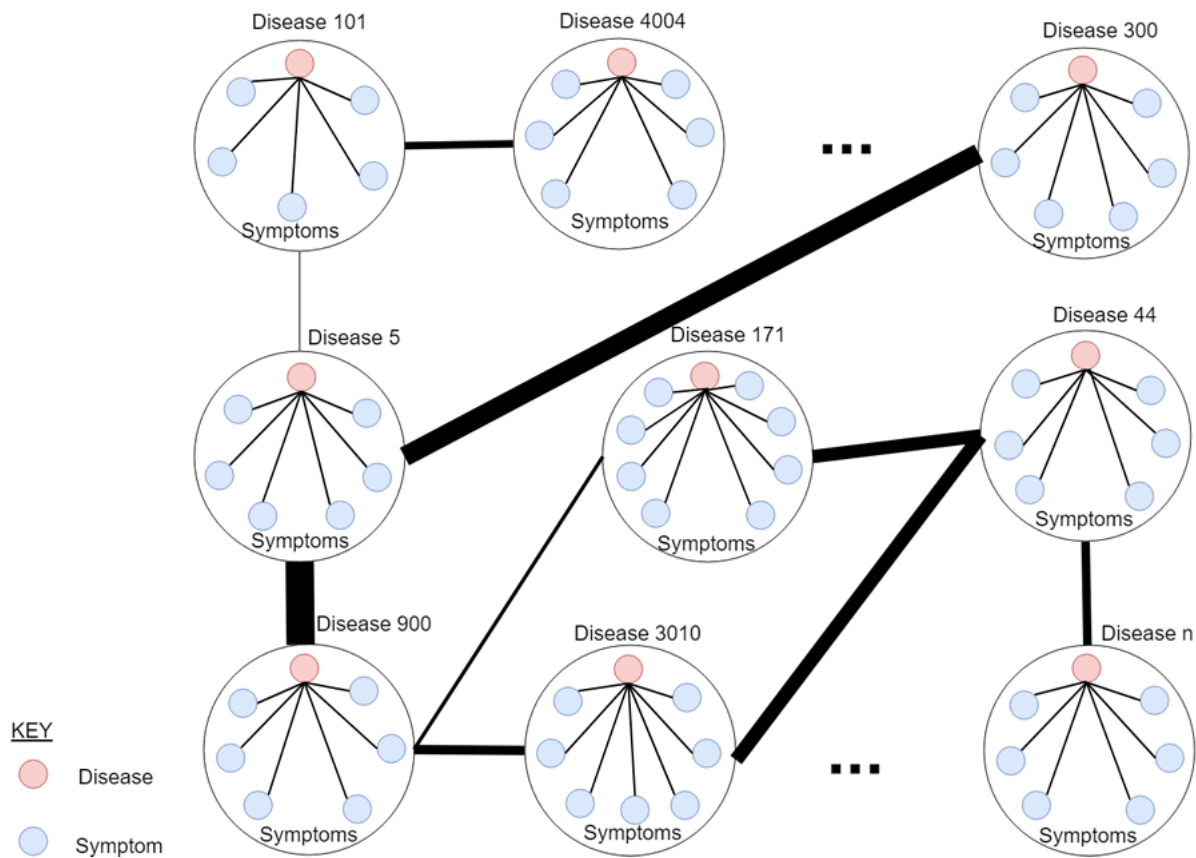 Disease 101
Disease 4004
Disease 300
Symptoms
Symptoms
Symptoms
...
Disease 5
Disease 171
Disease 44
Symptoms
Symptoms
Symptoms
Disease 900
Disease 3010
Disease n
KEY
Disease
Symptom
...
Symptoms
Symptoms
Symptoms